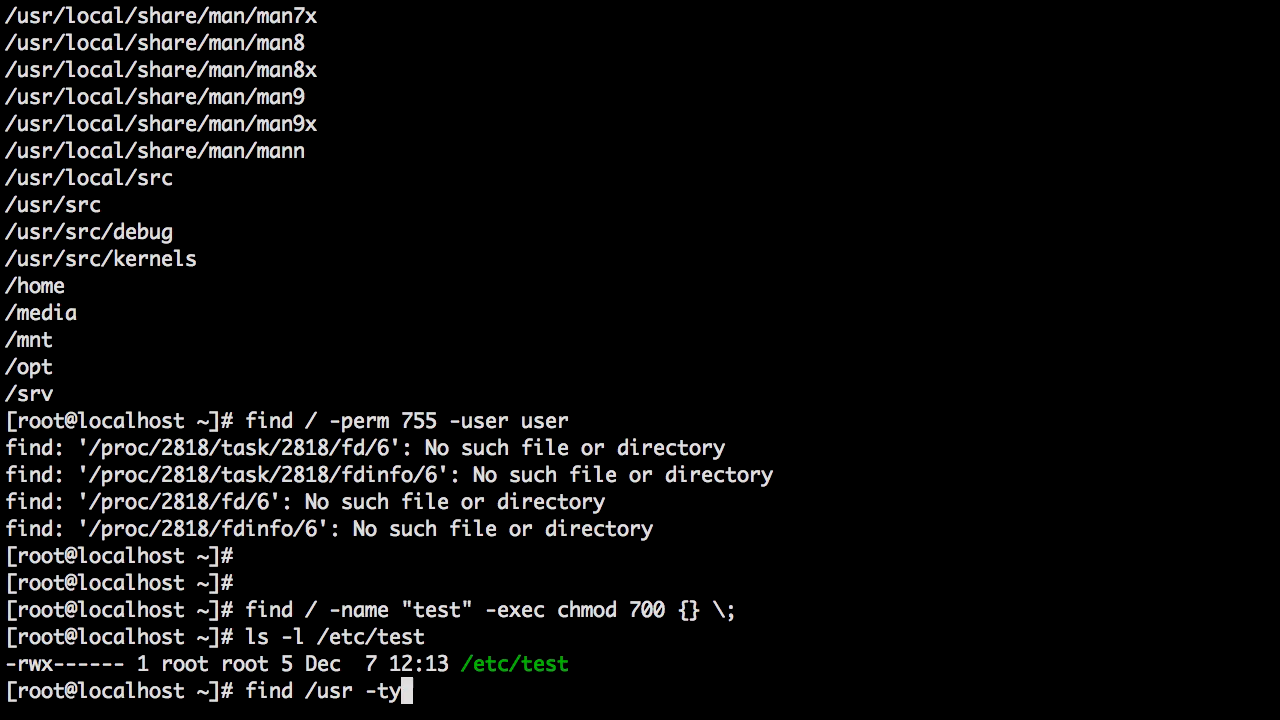 /usr/local/share/man/man7x
/usr/local/share/man/man8
/usr/local/share/man/man8x
/usr/local/share/man/man9
/usr/local/share/man/man9x
/usr/local/share/man/mann
/usr/local/src
/usr/src
/usr/src/debug
/usr/src/kernels
/home
/media
/mnt
/opt
/srv
[root@localhost ~]# find / -perm 755 -user user
find: '/proc/2818/task/2818/fd/6': No such file or directory
find: '/proc/2818/task/2818/fdinfo/6': No such file or directory
find: '/proc/2818/fd/6': No such file or directory
find: '/proc/2818/fdinfo/6': No such file or directory
[root@localhost ~]#
[root@localhost ~]#
[root@localhost ~]# find / -name "test" -exec chmod 700 {} \;
[root@localhost ~]# ls -l /etc/test
-rwx------ 1 root root 5 Dec  7 12:13 /etc/test
[root@localhost ~]# find /usr -ty